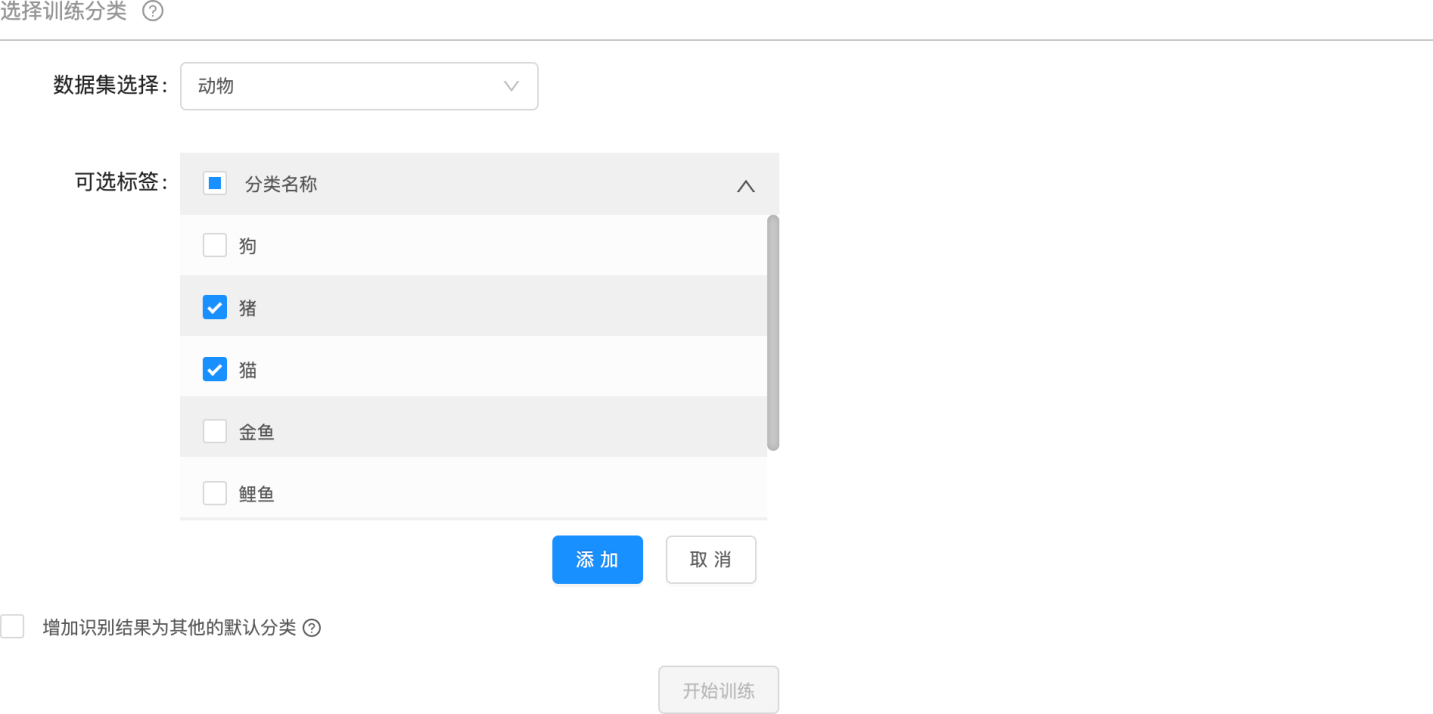 选择训练分类
数据集选择: 动物
可选标签: 分类名称
狗
猪
猫
金鱼
鲤鱼
添 加 取 消
增加识别结果为其他的默认分类
开始训练